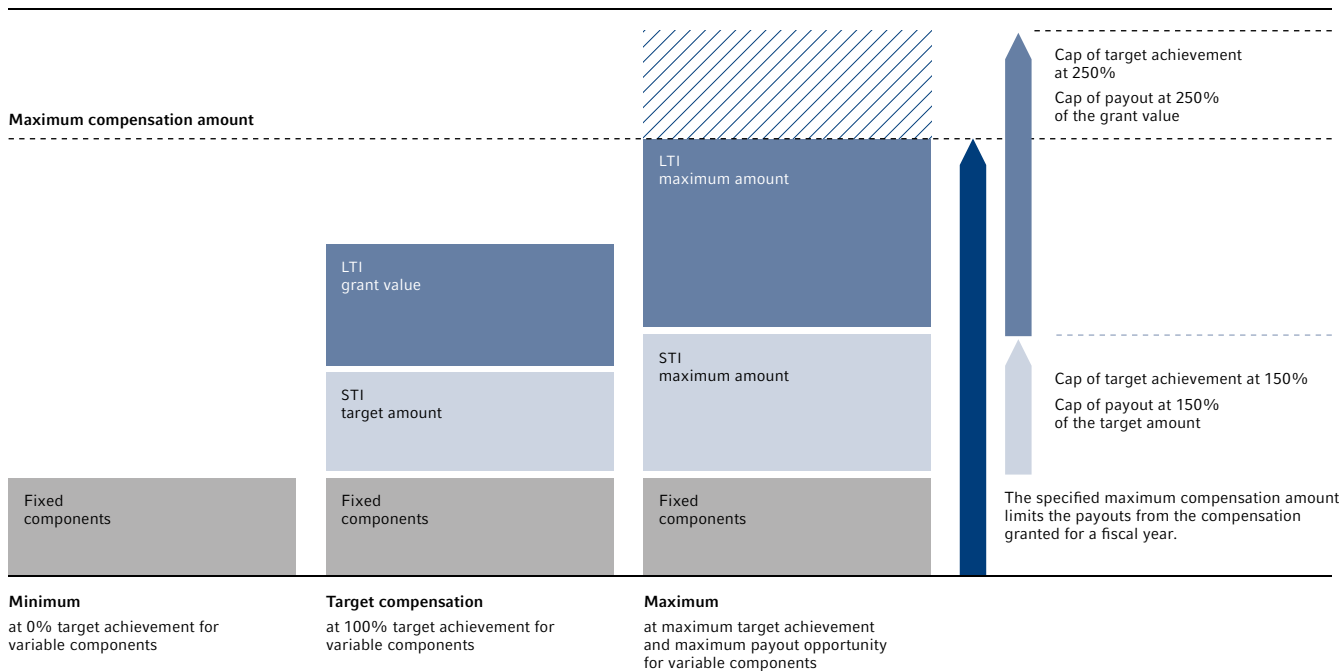 Cap of target achievement
at 250%
Cap of payout at 250%
of the grant value
Maximum compensation amount
LTI
maximum amount
LTI
grant value
STI
maximum amount
STI
target amount
Cap of target achievement at 150%
Cap of payout at 150%
of the target amount
Fixed
components
Fixed
components
Fixed
components
The specified maximum compensation amount
limits the payouts from the compensation
granted for a fiscal year.
Minimum
at 0% target achievement for
variable components
Target compensation
at 100% target achievement for
variable components
Maximum
at maximum target achievement
and maximum payout opportunity
for variable components